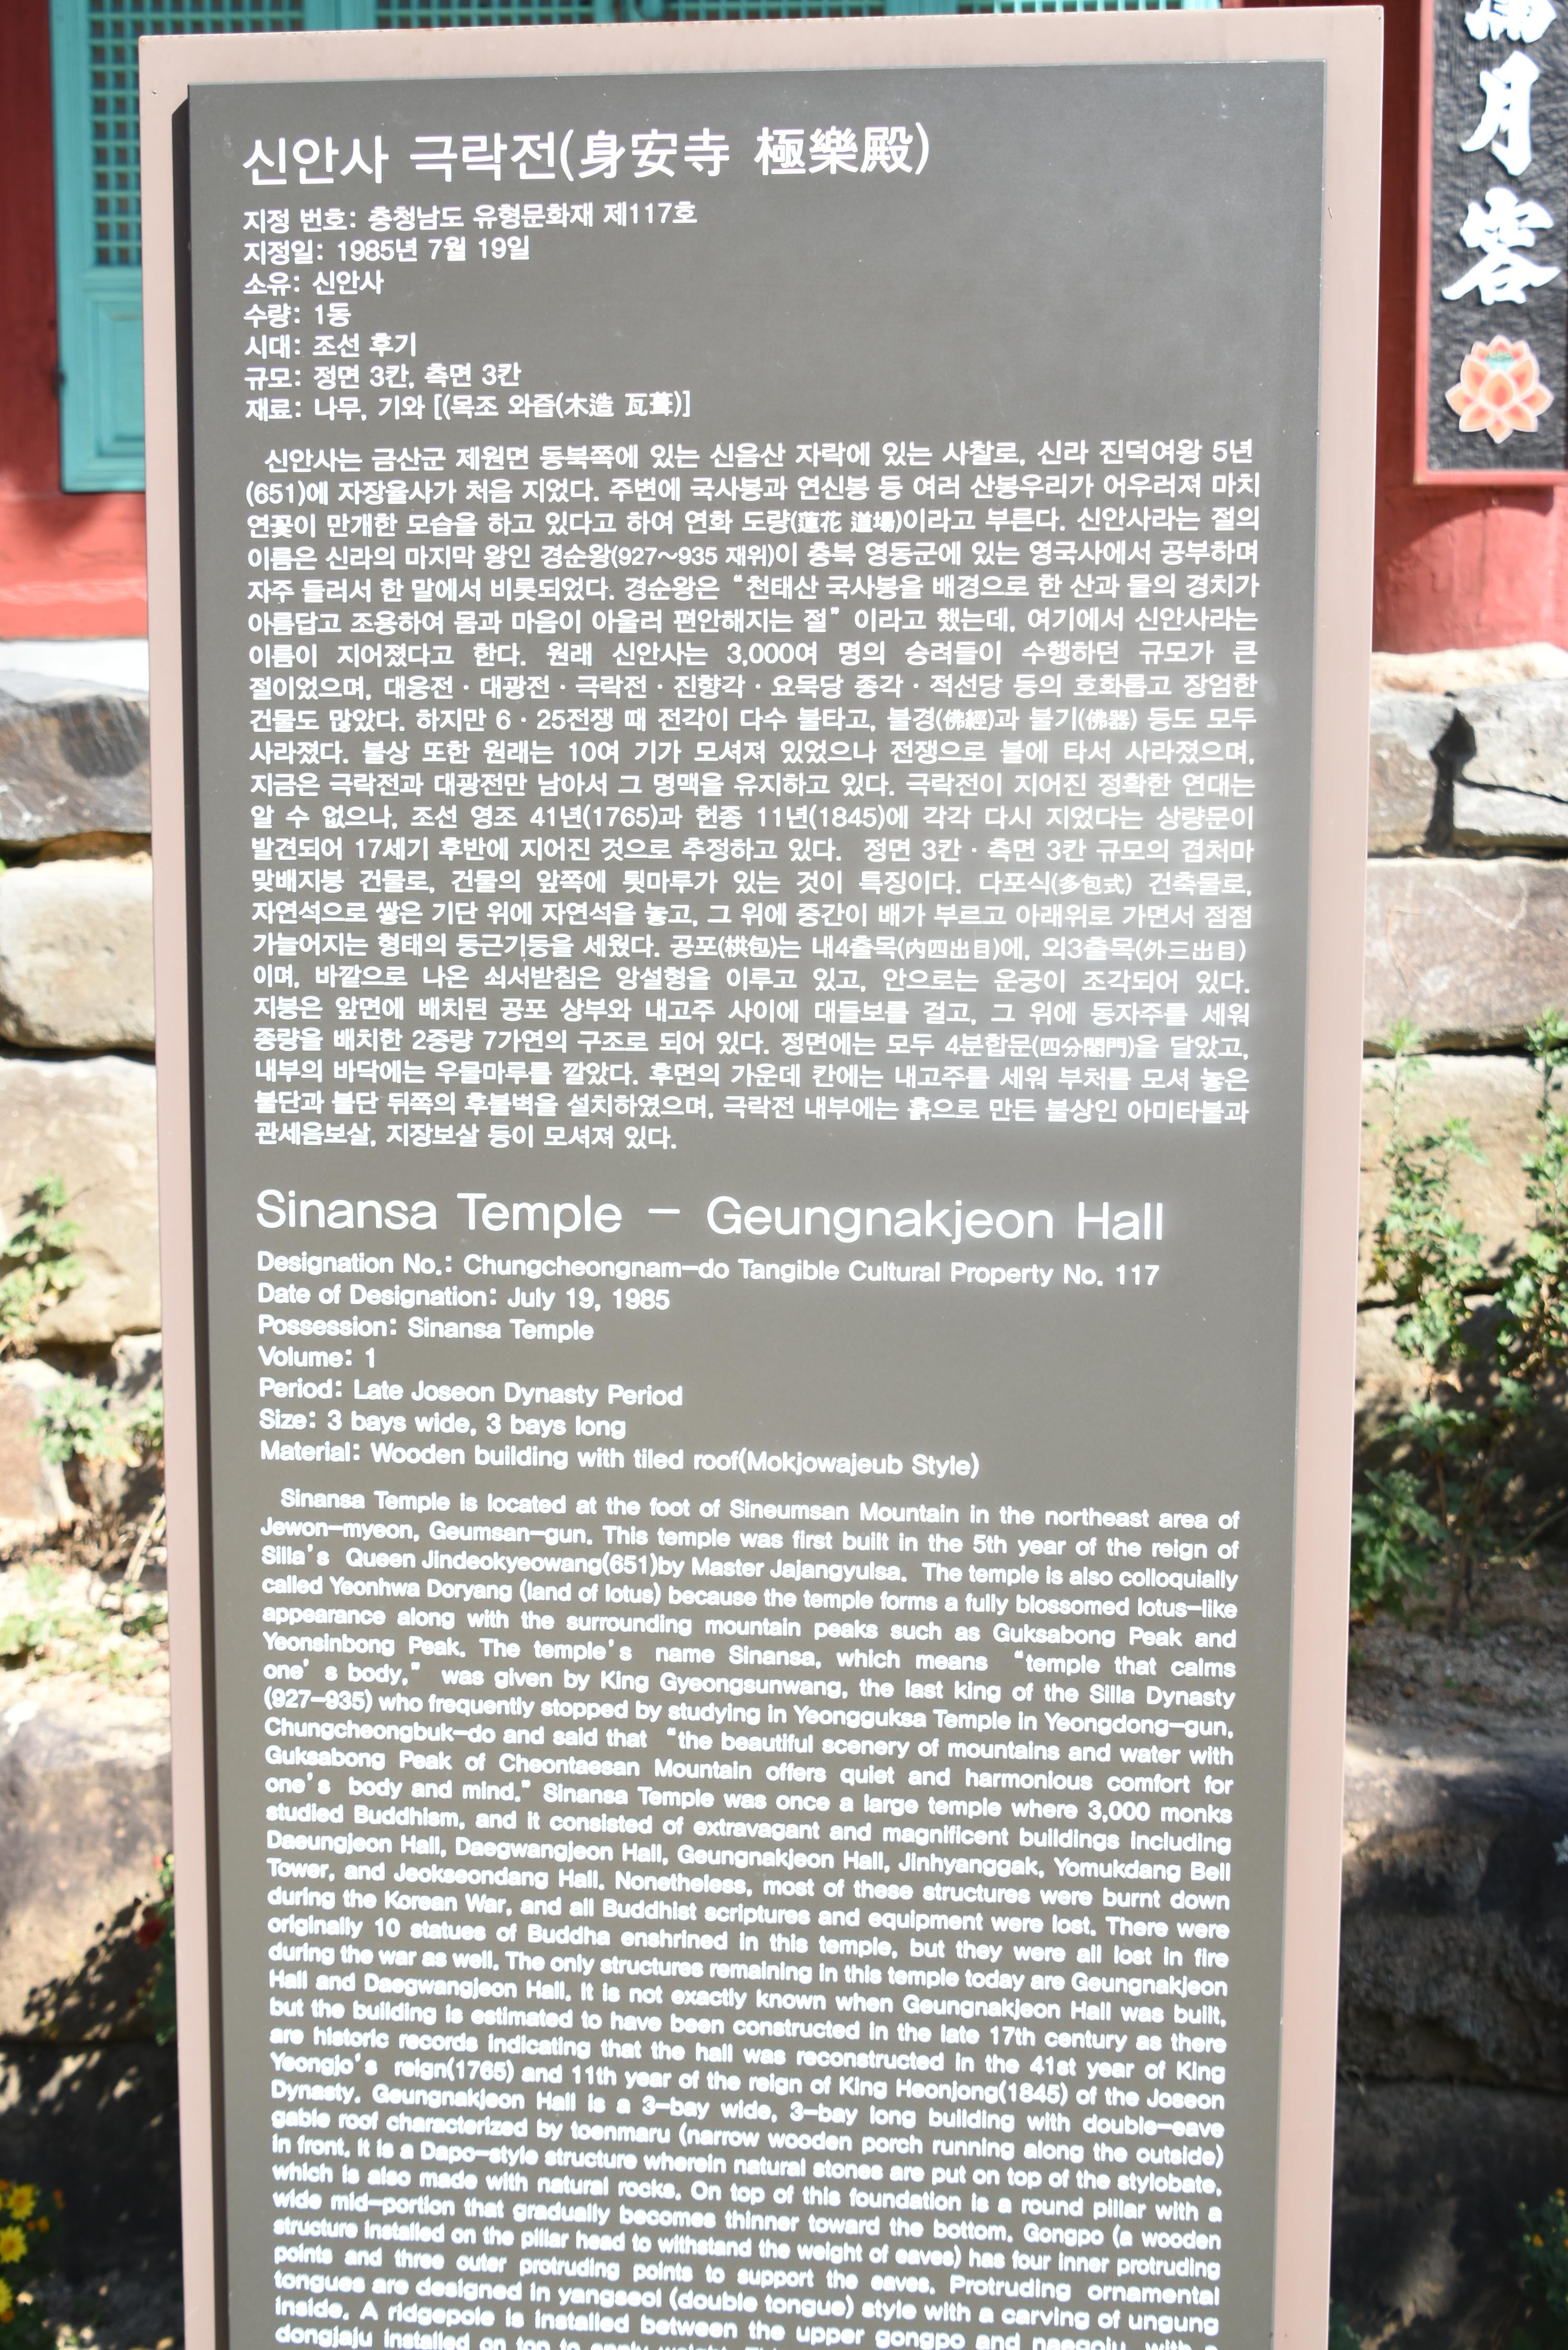 신안사 극락전(身安寺 極樂殿)
지정 번호: 충청남도 유형문화재 제117호
지정일: 1985년 7월 19일
소유: 신안사
수량: 1동
시대: 조선 후기
규모: 정면 3칸, 측면 3칸
재료: 나무, 기와 [(목조 와즙(木造 瓦葺)]
신안사는 금산군 제원면 동북쪽에 있는 신음산 자락에 있는 사찰로, 신라 진덕여왕 5년
(651)에 자장율사가 처음 지었다. 주변에 국사봉과 연신봉 등 여러 산봉우리가 어우러져 마치
연꽃이 만개한 모습을 하고 있다고 하여 연화 도량(蓮花 道場)이라고 부른다. 신안사라는 절의
이름은 신라의 마지막 왕인 경순왕(927~935 재위)이 충북 영동군에 있는 영국사에서 공부하며
자주 들러서 한 말에서 비롯되었다. 경순왕은 “천태산 국사봉을 배경으로 한 산과 물의 경치가
아름답고 조용하여 몸과 마음이 아울러 편안해지는 절” 이라고 했는데, 여기에서 신안사라는
이름이 지어졌다고 한다. 원래 신안사는 3,000여 명의 승려들이 수행하던 규모가 큰
절이었으며, 대웅전 · 대광전 · 극락전 · 진향각 · 요묵당 종각 · 적선당 등의 호화롭고 장엄한
건물도 많았다. 하지만 6 · 25전쟁 때 전각이 다수 불타고, 불경(佛經)과 불기(佛器) 등도 모두
사라졌다. 불상 또한 원래는 10여 기가 모셔져 있었으나 전쟁으로 불에 타서 사라졌으며,
지금은 극락전과 대광전만 남아서 그 명맥을 유지하고 있다. 극락전이 지어진 정확한 연대는
알 수 없으나, 조선 영조 41년(1765)과 헌종 11년(1845)에 각각 다시 지었다는 상량문이
발견되어 17세기 후반에 지어진 것으로 추정하고 있다. 정면 3칸 · 측면 3칸 규모의 겹처마
맞배지붕 건물로, 건물의 앞쪽에 툇마루가 있는 것이 특징이다. 다포식(多包式) 건축물로,
자연석으로 쌓은 기단 위에 자연석을 놓고, 그 위에 중간이 배가 부르고 아래위로 가면서 점점
가늘어지는 형태의 둥근기둥을 세웠다. 공포(栱包)는 내4출목(內四出目)에, 외3출목(外三出目)
이며, 바깥으로 나온 쇠서받침은 앙설형을 이루고 있고, 안으로는 운궁이 조각되어 있다.
지붕은 앞면에 배치된 공포 상부와 내고주 사이에 대들보를 걸고, 그 위에 동자주를 세워
종량을 배치한 2중량 7가연의 구조로 되어 있다. 정면에는 모두 4분합문(四分閤門)을 달았고,
내부의 바닥에는 우물마루를 깔았다. 후면의 가운데 칸에는 내고주를 세워 부처를 모셔 놓은
불단과 불단 뒤쪽의 후불벽을 설치하였으며, 극락전 내부에는 흙으로 만든 불상인 아미타불과
관세음보살, 지장보살 등이 모셔져 있다.
Sinansa Temple - Geungnakjeon Hall
Designation No.: Chungcheongnam-do Tangible Cultural Property No. 117
Date of Designation: July 19, 1985
Possession: Sinansa Temple
Volume: 1
Period: Late Joseon Dynasty Period
Size: 3 bays wide, 3 bays long
Material: Wooden building with tiled roof(Mokjowajeub Style)
Sinansa Temple is located at the foot of Sineumsan Mountain in the northeast area of
Jewon-myeon, Geumsan-gun. This temple was first built in the 5th year of the reign of
Silla's Queen Jindeokyeowang(651)by Master Jajangyulsa. The temple is also colloquially
called Yeonhwa Doryang (land of lotus) because the temple forms a fully blossomed lotus-like
appearance along with the surrounding mountain peaks such as Guksabong Peak and
Yeonsinbong Peak. The temple's name Sinansa, which means “temple that calms
one's body,” was given by King Gyeongsunwang, the last king of the Silla Dynasty
(927-935) who frequently stopped by studying in Yeongguksa Temple in Yeongdong-gun,
Chungcheongbuk-do and said that “the beautiful scenery of mountains and water with
Guksabong Peak of Cheontaesan Mountain offers quiet and harmonious comfort for
one's body and mind.” Sinansa Temple was once a large temple where 3,000 monks
studied Buddhism, and it consisted of extravagant and magnificent buildings including
Daeungjeon Hall, Daegwangjeon Hall, Geungnakjeon Hall, Jinhyanggak, Yomukdang Bell
Tower, and Jeokseondang Hall. Nonetheless, most of these structures were burnt down
during the Korean War, and all Buddhist scriptures and equipment were lost. There were
originally 10 statues of Buddha enshrined in this temple, but they were all lost in fire
during the war as well. The only structures remaining in this temple today are Geungnakjeon
Hall and Daegwangjeon Hall. It is not exactly known when Geungnakjeon Hall was built,
but the building is estimated to have been constructed in the late 17th century as there
are historic records indicating that the hall was reconstructed in the 41st year of King
Yeongjo's reign(1765) and 11th year of the reign of King Heonjong(1845) of the Joseon
Dynasty. Geungnakjeon Hall is a 3-bay wide, 3-bay long building with double-eave
gable roof characterized by toenmaru (narrow wooden porch running along the outside)
in front. It is a Dapo-style structure wherein natural stones are put on top of the stylobate,
which is also made with natural rocks. On top of this foundation is a round pillar with a
wide mid-portion that gradually becomes thinner toward the bottom. Gongpo (a wooden
structure installed on the pillar head to withstand the weight of eaves) has four inner protruding
points and three outer protruding points to support the eaves. Protruding ornamental
tongues are designed in yangseol (double tongue) style with a carving of ungung
inside. A ridgepole is installed between the upper gongpo and naegoju, with a
dongjaju installed on top to
月
客